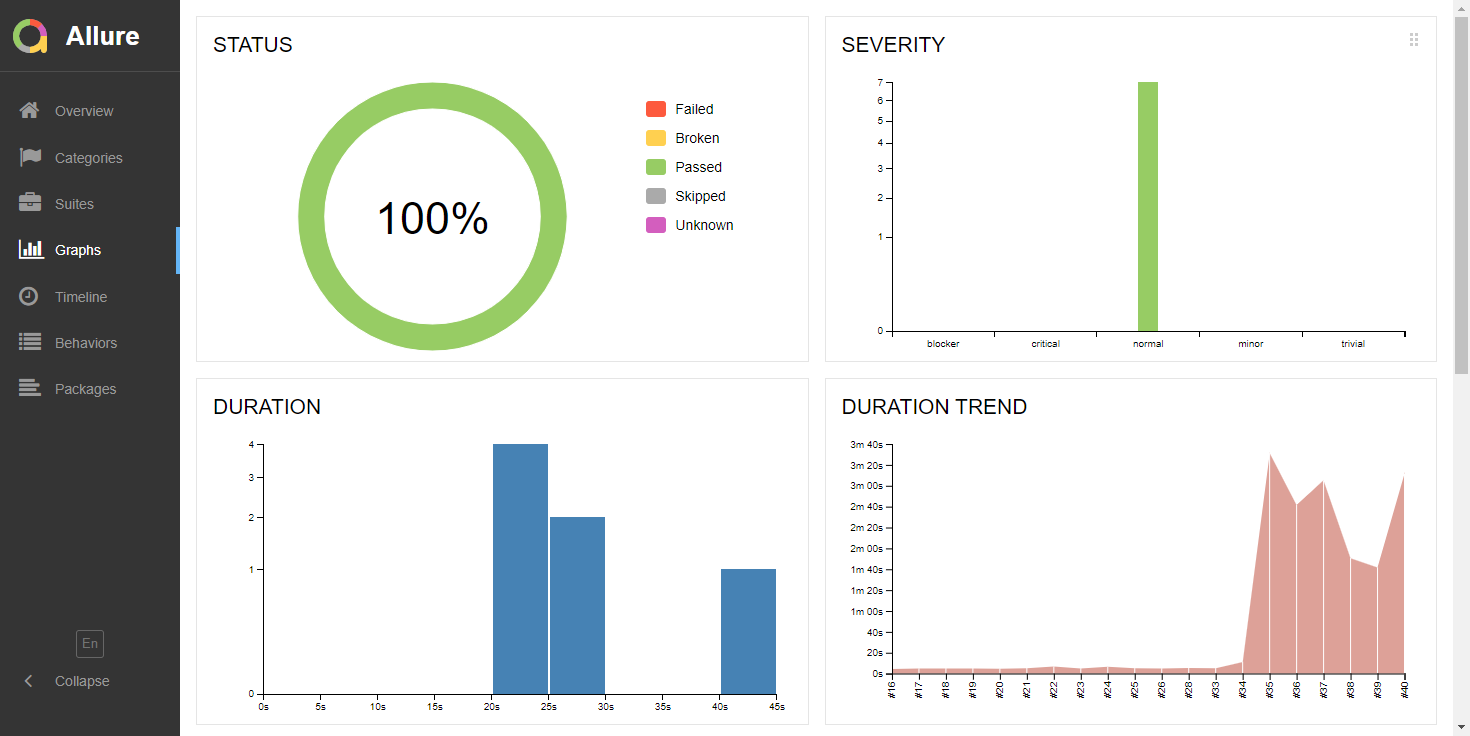 Allure
Overview
Categories
Suites
Graphs
Timeline
Behaviors
Packages
En
Collapse
STATUS
100%
Failed
Broken
Passed
Skipped
Unknown
SEVERITY
7
6
5
4
3
2
1
0
blocker critical normal minor trivial
DURATION
4
3
2
1
0
0s 5s 10s 15s 20s 25s 30s 35s 40s 45s
DURATION TREND
3m 40s
3m 20s
3m 00s
2m 40s
2m 20s
2m 00s
1m 40s
1m 20s
1m 00s
40s
20s
0s
#16 #17 #18 #19 #20 #21 #22 #23 #24 #25 #26 #28 #33 #34 #35 #36 #37 #38 #39 #40